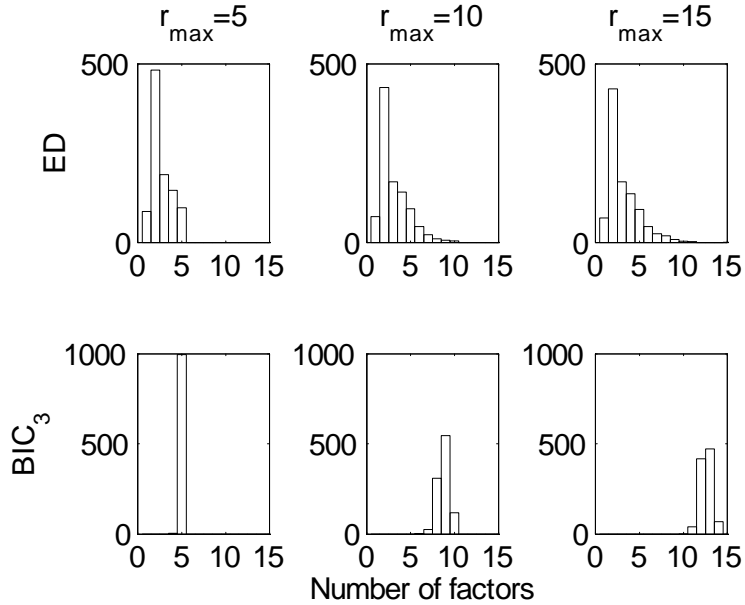 r_max=5 r_max=10 r_max=15
ED
500 500 500
0 0 0
0 5 10 15 0 5 10 15 0 5 10 15
BIC_3
1000 1000 1000
500 500 500
0 0 0
0 5 10 15 0 5 10 15 0 5 10 15
Number of factors